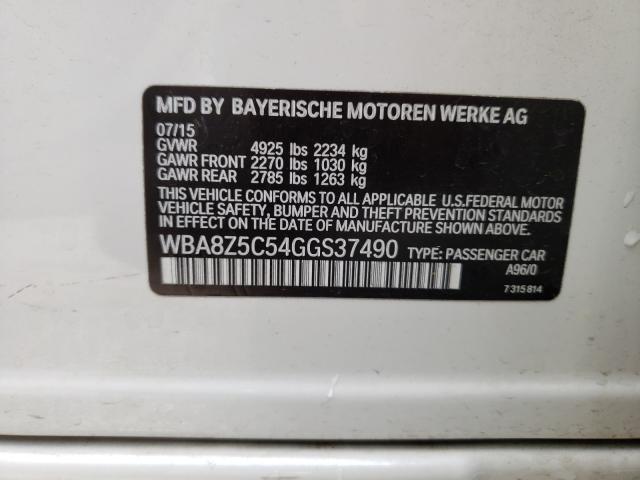 MFD BY BAYERISCHE MOTOREN WERKE AG
07/15
GVWR 4925 lbs 2234 kg
GAWR FRONT 2270 lbs 1030 kg
GAWR REAR 2785 lbs 1263 kg
THIS VEHICLE CONFORMS TO ALL APPLICABLE U.S.FEDERAL MOTOR
VEHICLE SAFETY, BUMPER AND THEFT PREVENTION STANDARDS IN
EFFECT ON THE DATE OF MANUFACTURE SHOWN ABOVE.
WBA8Z5C54GGS37490 TYPE: PASSENGER CAR
A96/0
7315814